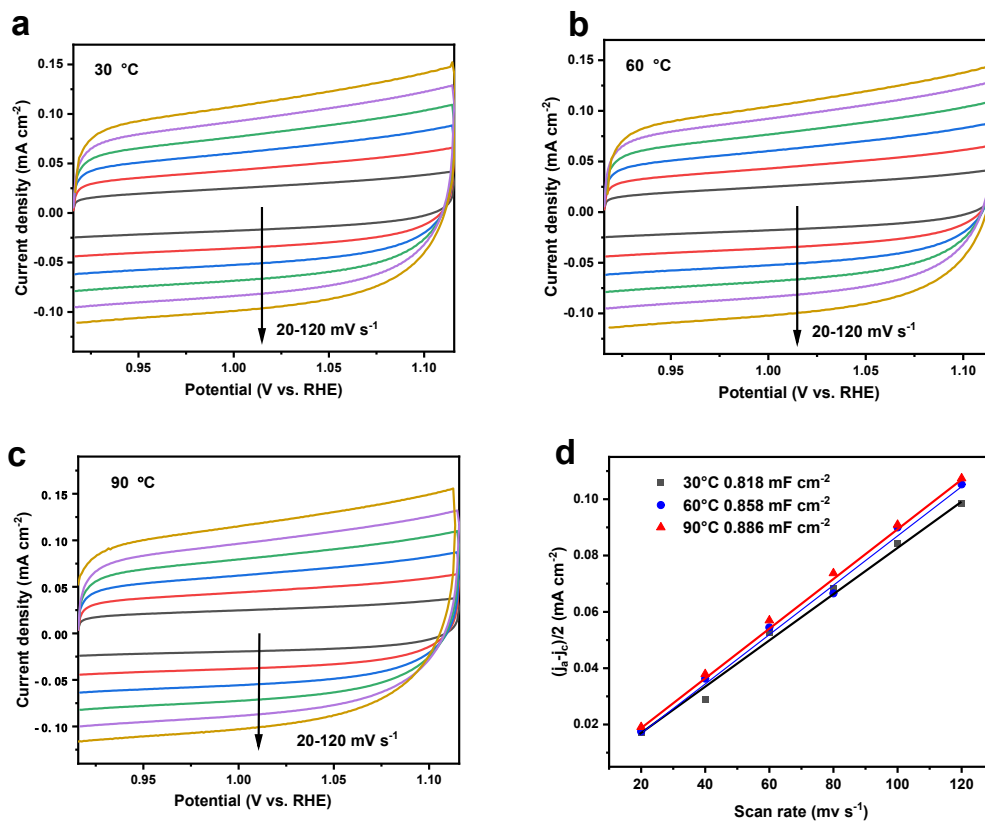 a
30 °C
0.15
0.10
0.05
0.00
-0.05
-0.10
Current density (mA cm-2)
20-120 mV s-1
0.95
1.00
1.05
1.10
Potential (V vs. RHE)
b
60 °C
0.15
0.10
0.05
0.00
-0.05
-0.10
Current density (mA cm-2)
20-120 mV s-1
0.95
1.00
1.05
1.10
Potential (V vs. RHE)
c
90 °C
0.15
0.10
0.05
0.00
-0.05
-0.10
Current density (mA cm-2)
20-120 mV s-1
0.95
1.00
1.05
1.10
Potential (V vs. RHE)
d
30°C 0.818 mF cm-2
60°C 0.858 mF cm-2
90°C 0.886 mF cm-2
0.10
0.08
0.06
0.04
0.02
(ja-jc)/2 (mA cm-2)
20
40
60
80
100
120
Scan rate (mv s-1)